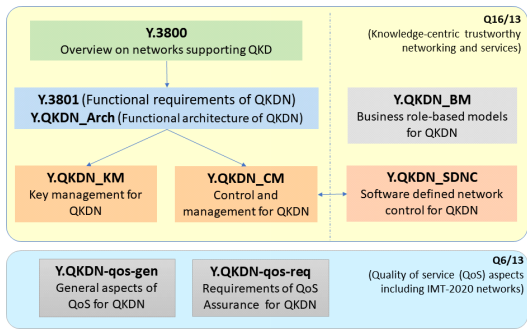 Y.3800
Overview on networks supporting QKD
Q16/13
(Knowledge-centric trustworthy
networking and services)
Y.3801 (Functional requirements of QKDN)
Y.QKDN_Arch (Functional architecture of QKDN)
Y.QKDN_BM
Business role-based models
for QKDN
Y.QKDN_KM
Key management for
QKDN
Y.QKDN_CM
Control and
management for QKDN
Y.QKDN_SDNC
Software defined network
control for QKDN
Q6/13
(Quality of service (QoS) aspects
including IMT-2020 networks)
Y.QKDN-qos-gen
General aspects of
QoS for QKDN
Y.QKDN-qos-req
Requirements of QoS
Assurance for QKDN